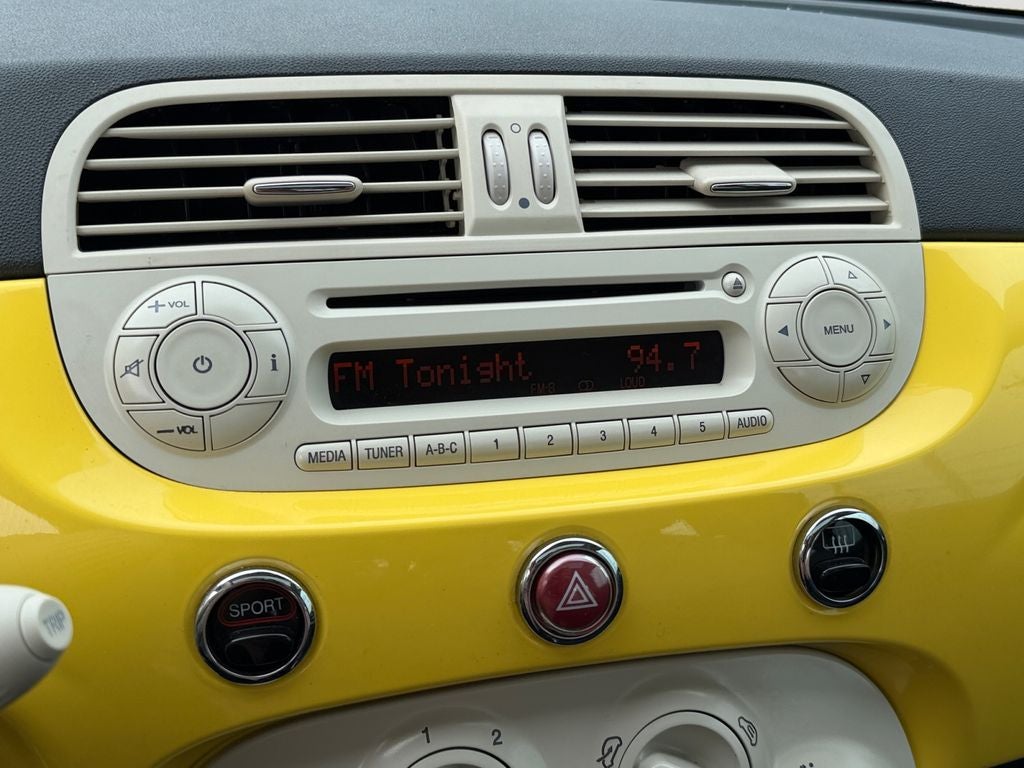 + VOL
i
MENU
FM Tonight 94.7
FM-B LOUD
- VOL
MEDIA TUNER A-B-C 1 2 3 4 5 AUDIO
SPORT
TRIP
1 2